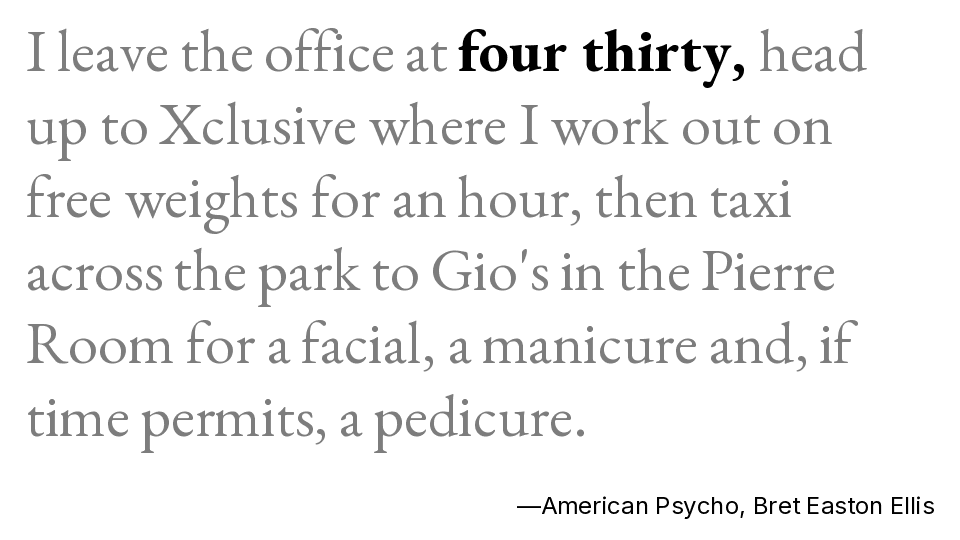 I leave the office at four thirty, head
up to Xclusive where I work out on
free weights for an hour, then taxi
across the park to Gio's in the Pierre
Room for a facial, a manicure and, if
time permits, a pedicure.
—American Psycho, Bret Easton Ellis